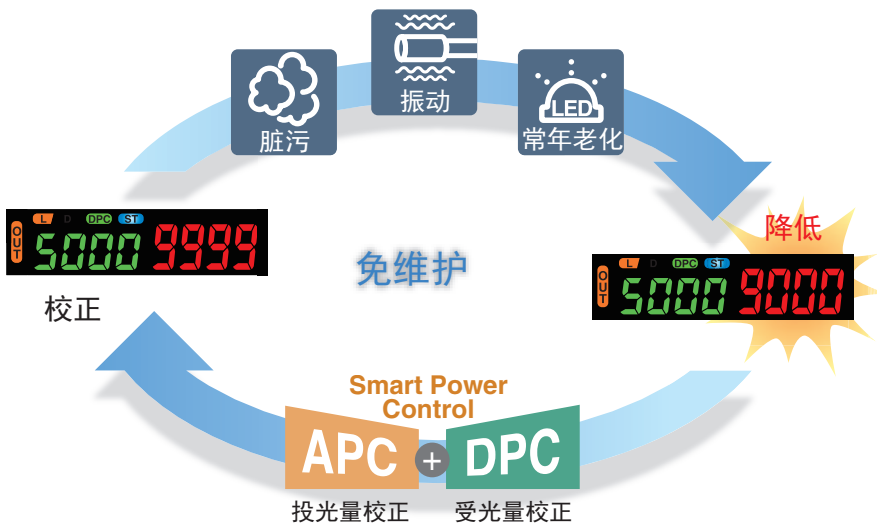 脏污
振动
LED
常年老化
OUT
L D DPC ST
5000 9999
校正
免维护
降低
OUT
L D DPC ST
5000 9000
Smart Power
Control
APC + DPC
投光量校正 受光量校正